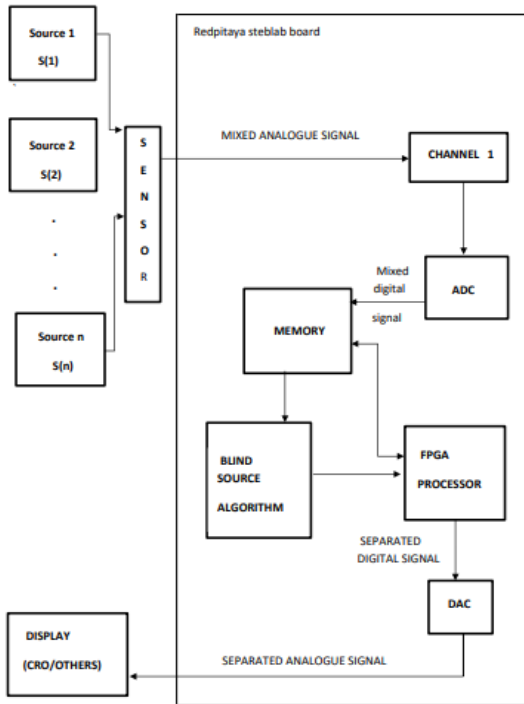 Redpitaya steblab board
Source 1
S(1)
Source 2
S(2)
.
.
.
Source n
S(n)
S
E
N
S
O
R
MIXED ANALOGUE SIGNAL
CHANNEL 1
ADC
Mixed
digital
signal
MEMORY
BLIND
SOURCE
ALGORITHM
FPGA
PROCESSOR
SEPARATED
DIGITAL SIGNAL
DAC
SEPARATED ANALOGUE SIGNAL
DISPLAY
(CRO/OTHERS)